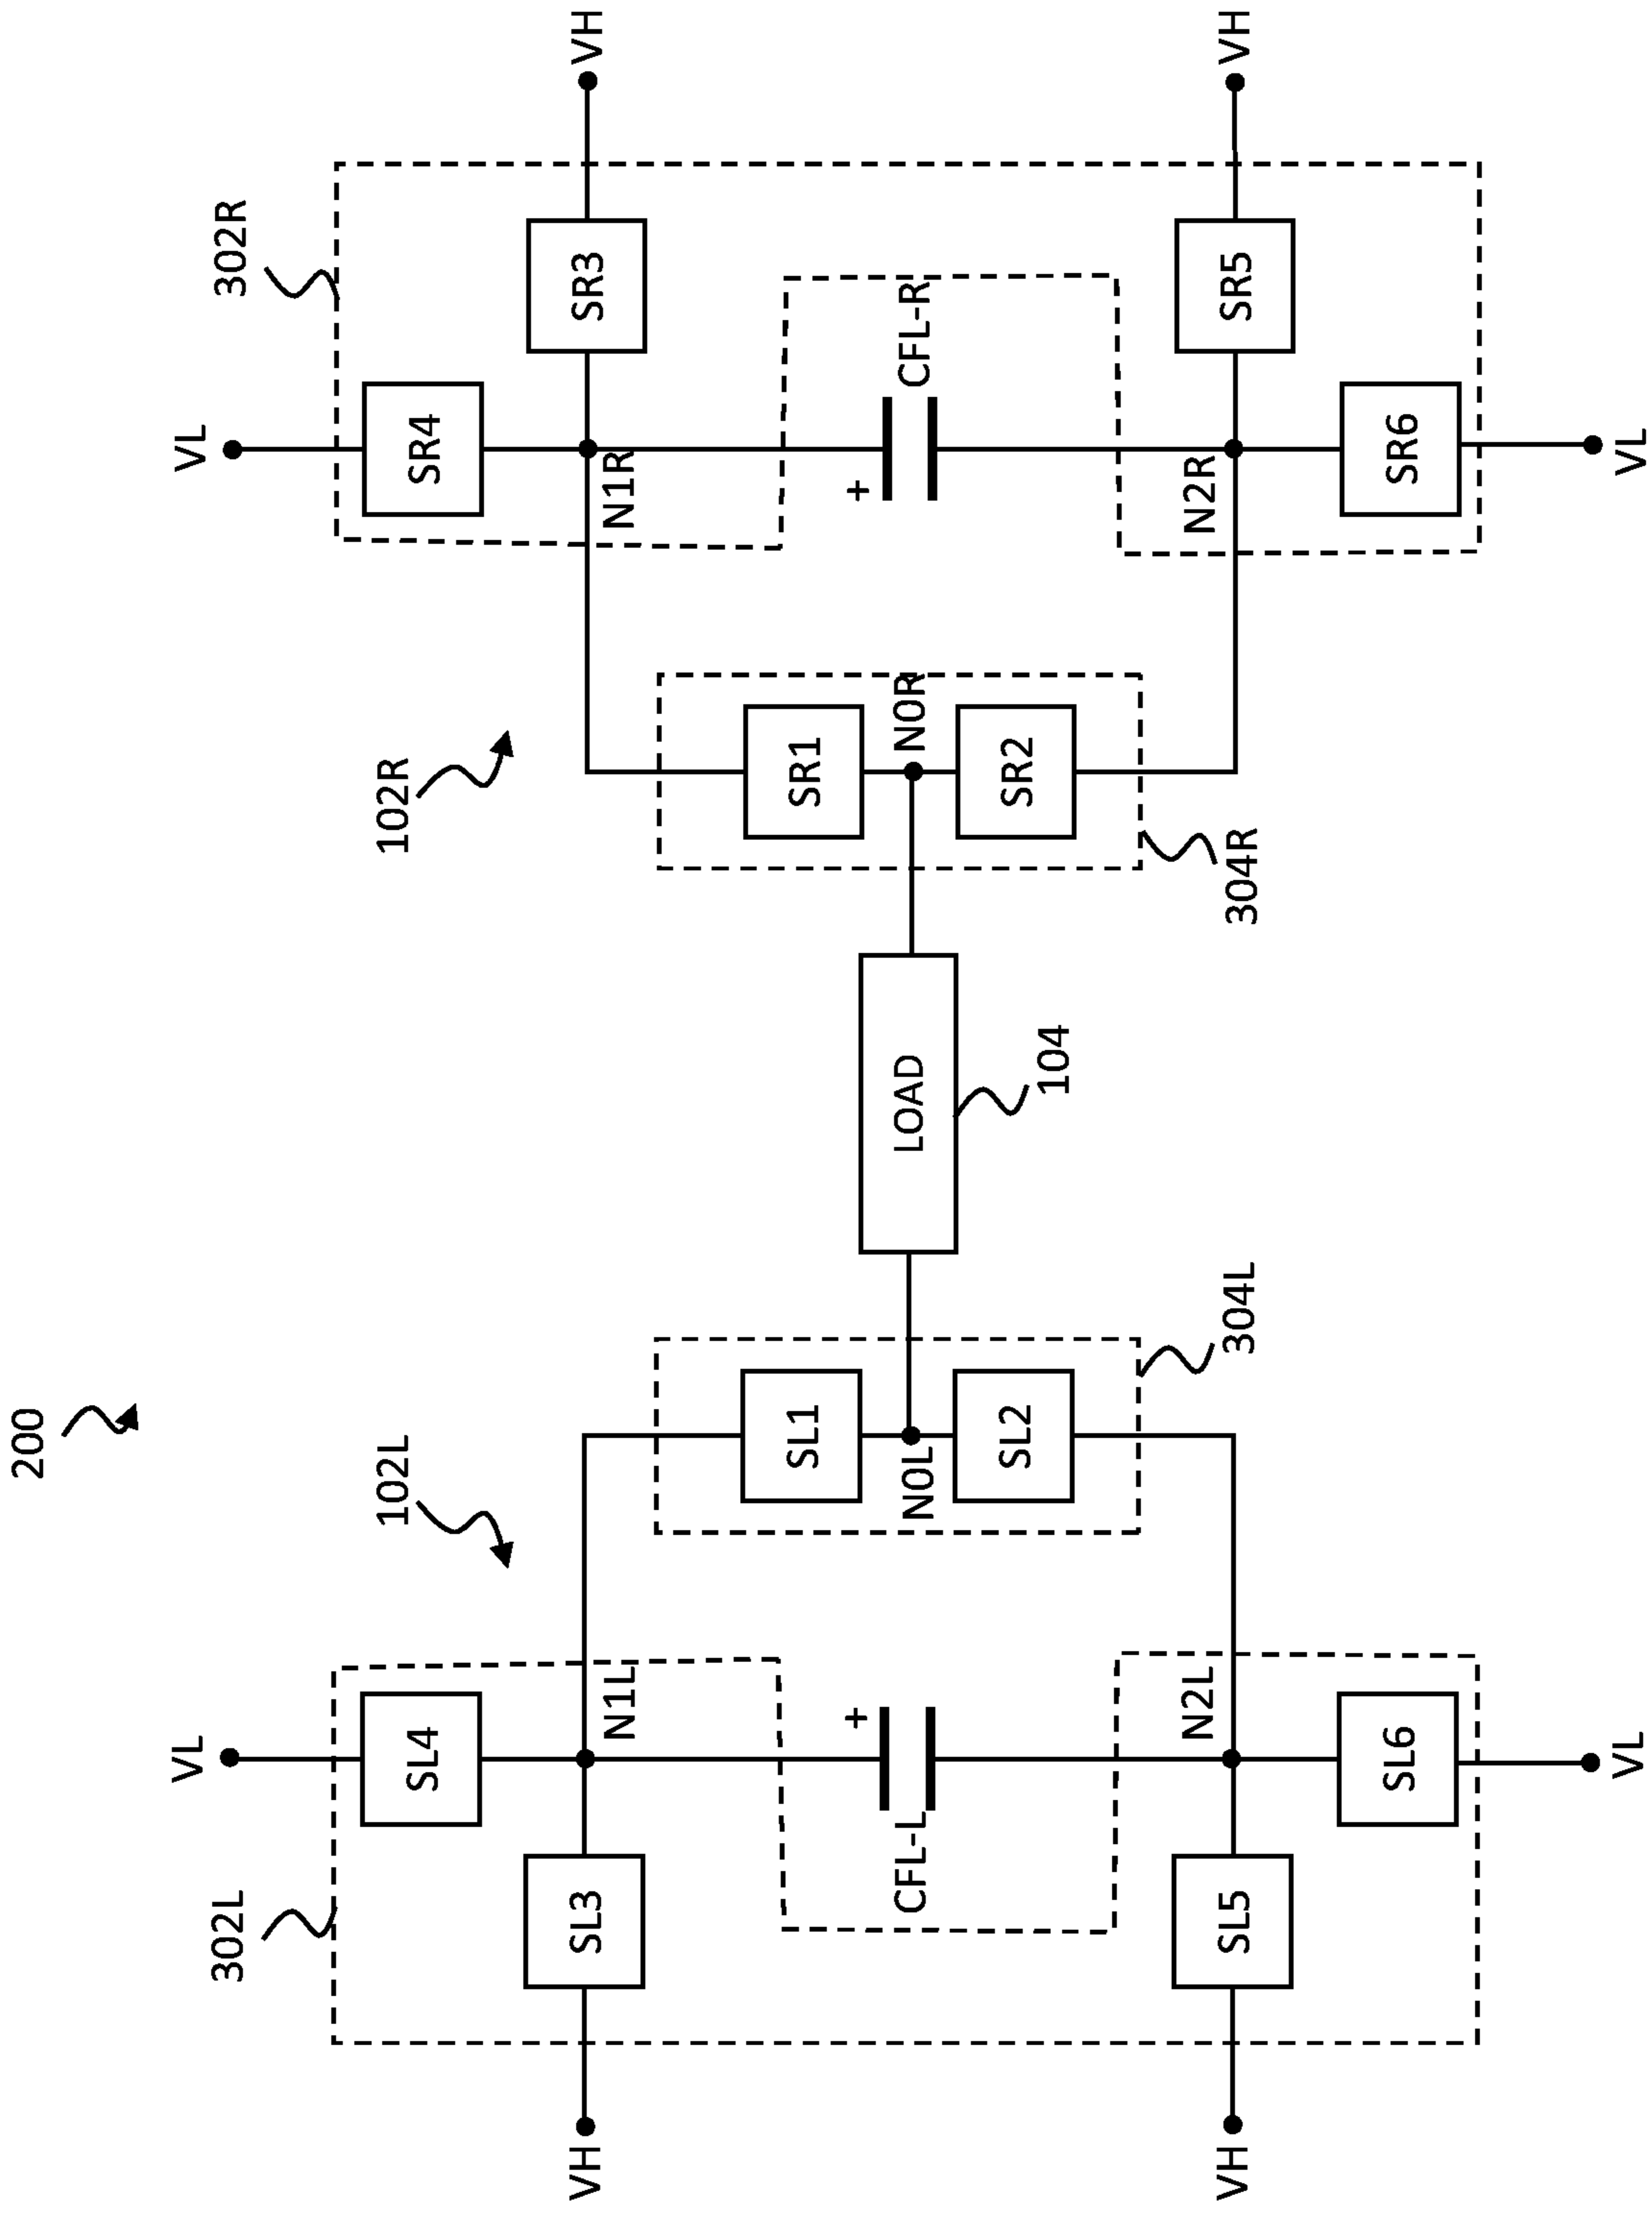 200
102L
102R
302L
302R
VL
VL
SL4
SR4
VH
SL3
N1L
N1R
SR3
VH
SL1
SR1
+
+
CFL-L
N0L
LOAD
N0R
CFL-R
SL2
SR2
104
N2L
N2R
VH
SL5
304L
304R
SR5
VH
SL6
SR6
VL
VL